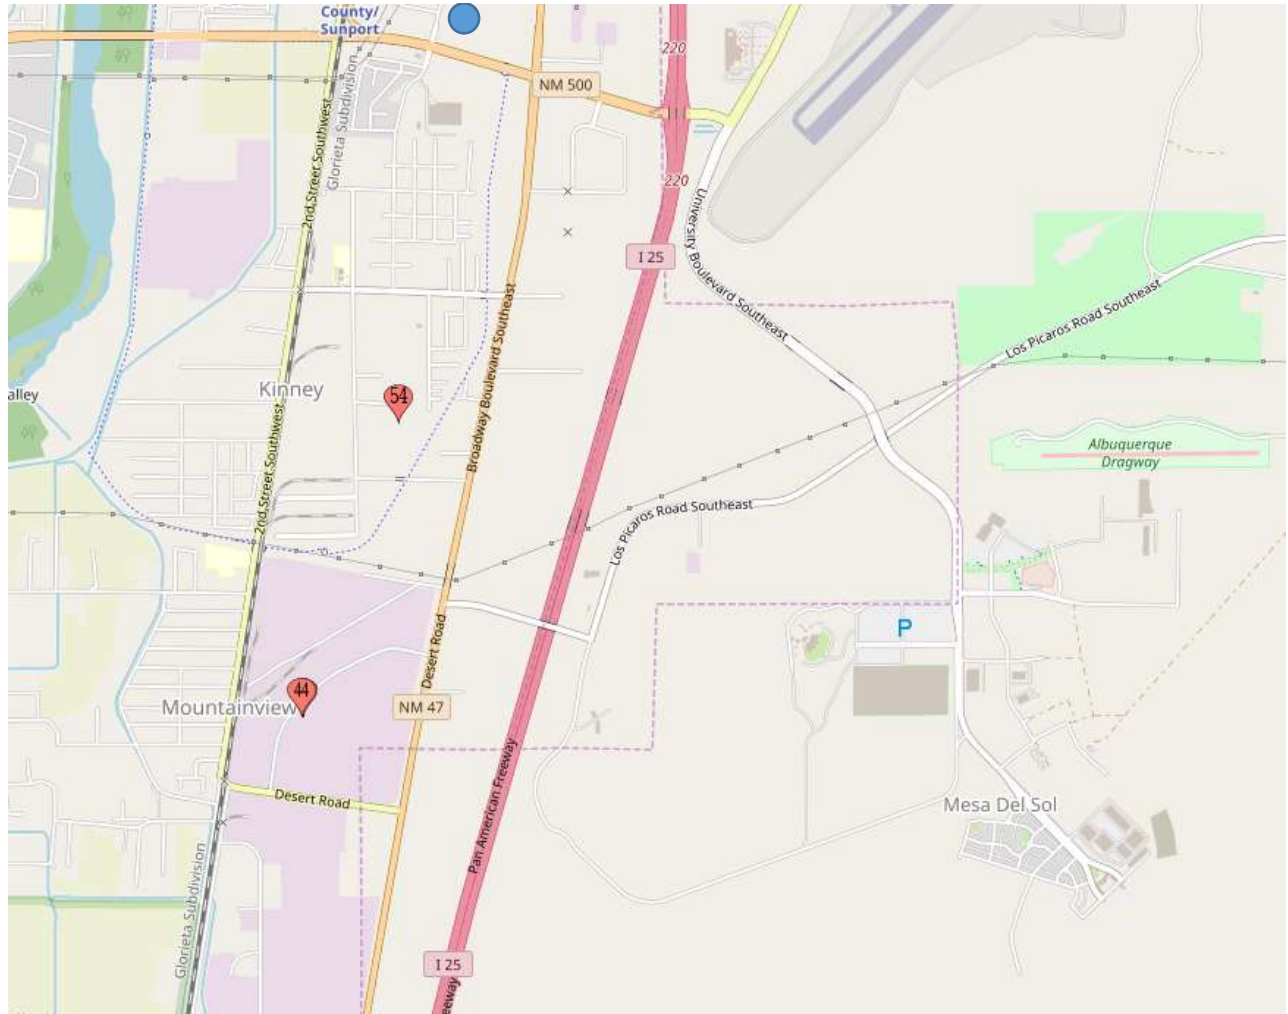 County/
Sunport
220
NM 500
Glorieta Subdivision
2nd Street Southwest
220
University Boulevard Southeast
I 25
Los Picaros Road Southeast
Broadway Boulevard Southeast
Kinney
alley
54
2nd Street Southwest
Albuquerque
Dragway
Los Picaros Road Southeast
P
Desert Road
44
Mountainview
NM 47
Pan American Freeway
Desert Road
Mesa Del Sol
Glorieta Subdivision
I 25
eeway